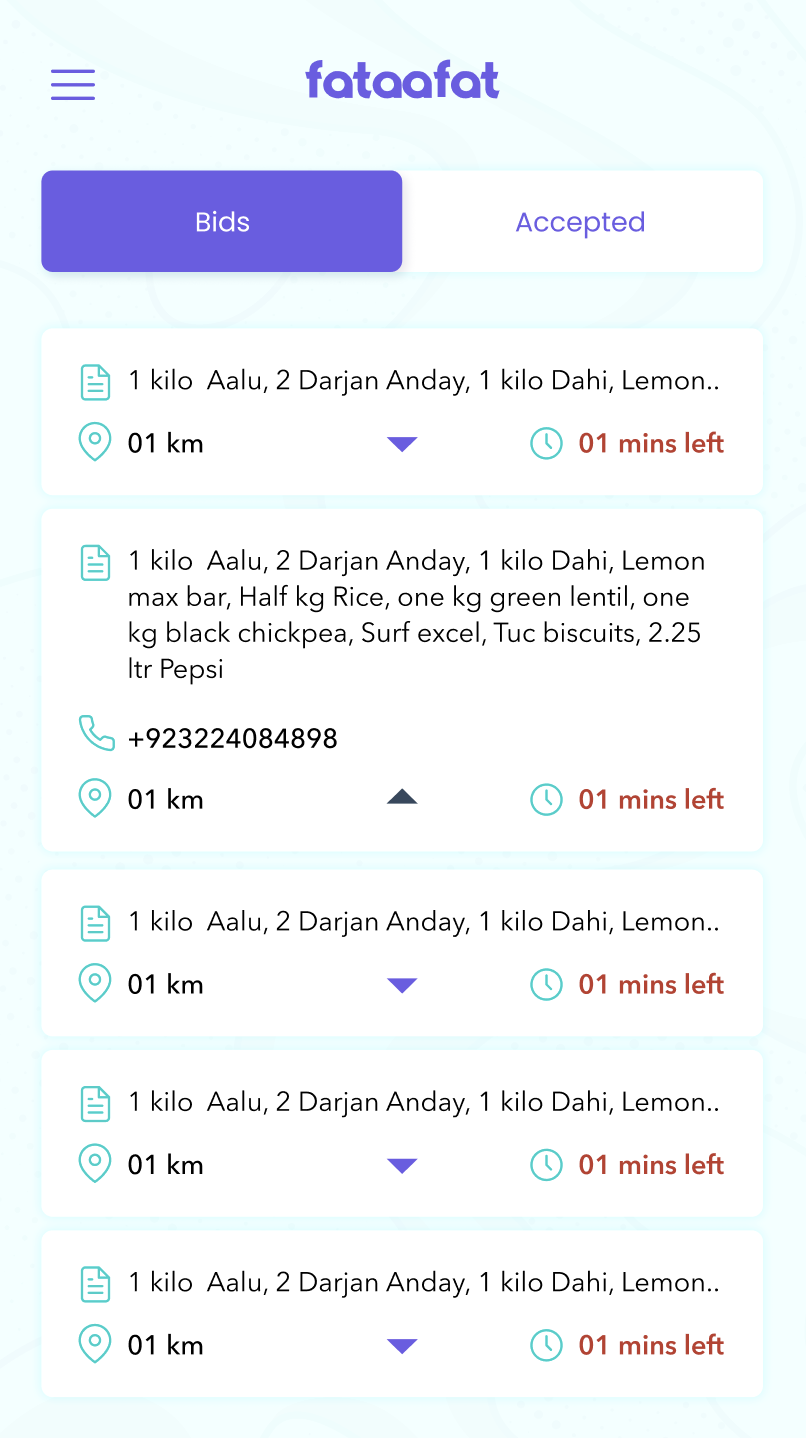 fataafat
Bids
Accepted
1 kilo  Aalu, 2 Darjan Anday, 1 kilo Dahi, Lemon..
01 km
01 mins left
1 kilo  Aalu, 2 Darjan Anday, 1 kilo Dahi, Lemon
max bar, Half kg Rice, one kg green lentil, one
kg black chickpea, Surf excel, Tuc biscuits, 2.25
ltr Pepsi
+923224084898
01 km
01 mins left
1 kilo  Aalu, 2 Darjan Anday, 1 kilo Dahi, Lemon..
01 km
01 mins left
1 kilo  Aalu, 2 Darjan Anday, 1 kilo Dahi, Lemon..
01 km
01 mins left
1 kilo  Aalu, 2 Darjan Anday, 1 kilo Dahi, Lemon..
01 km
01 mins left